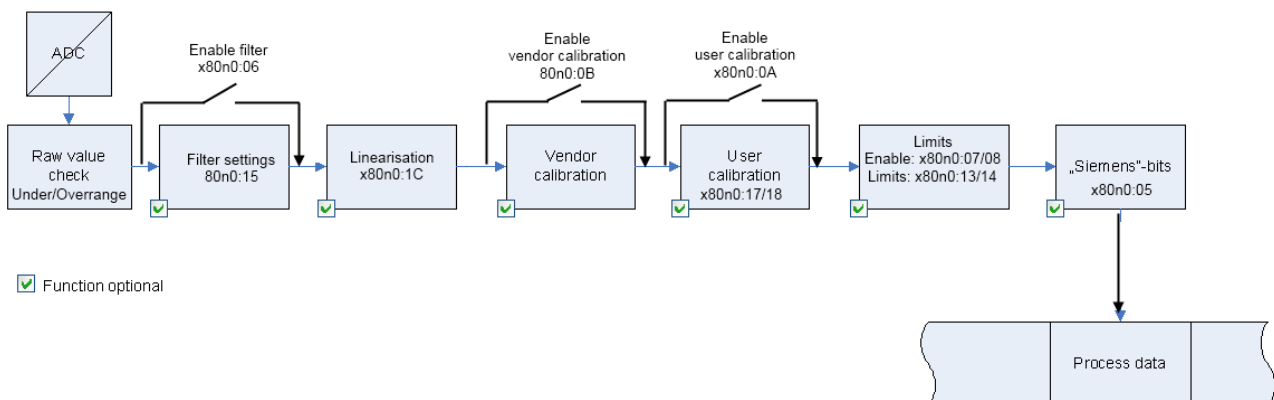 ADC
Enable filter
x80n0:06
Enable
vendor calibration
80n0:0B
Enable
user calibration
x80n0:0A
Raw value
check
Under/Overrange
Filter settings
80n0:15
Linearisation
x80n0:1C
Vendor
calibration
User
calibration
x80n0:17/18
Limits
Enable: x80n0:07/08
Limits: x80n0:13/14
„Siemens"-bits
x80n0:05
Function optional
Process data